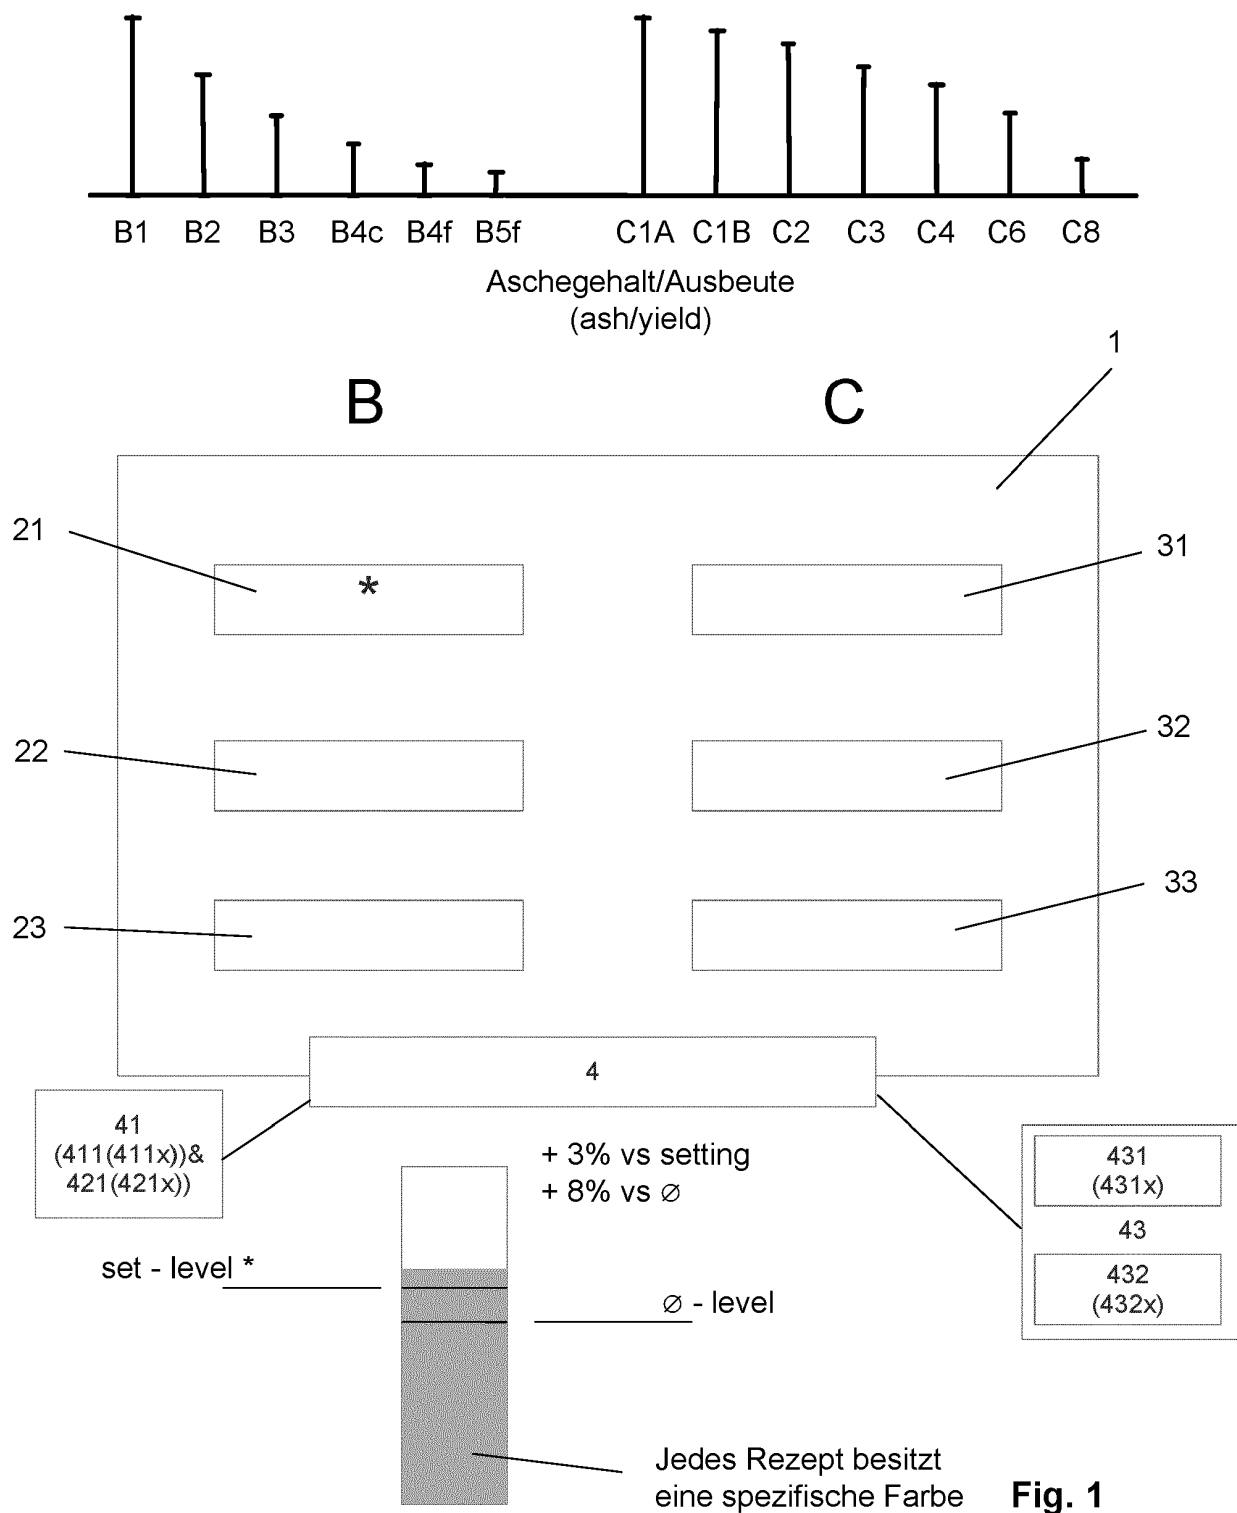 B1 B2 B3 B4c B4f B5f C1A C1B C2 C3 C4 C6 C8
Aschegehalt/Ausbeute
(ash/yield)
1
B C
21
*
31
22
32
23
33
4
41
(411(411x))&
421(421x))
+ 3% vs setting
+ 8% vs ∅
431
(431x)
43
432
(432x)
set - level *
∅ - level
Jedes Rezept besitzt
eine spezifische Farbe
Fig. 1